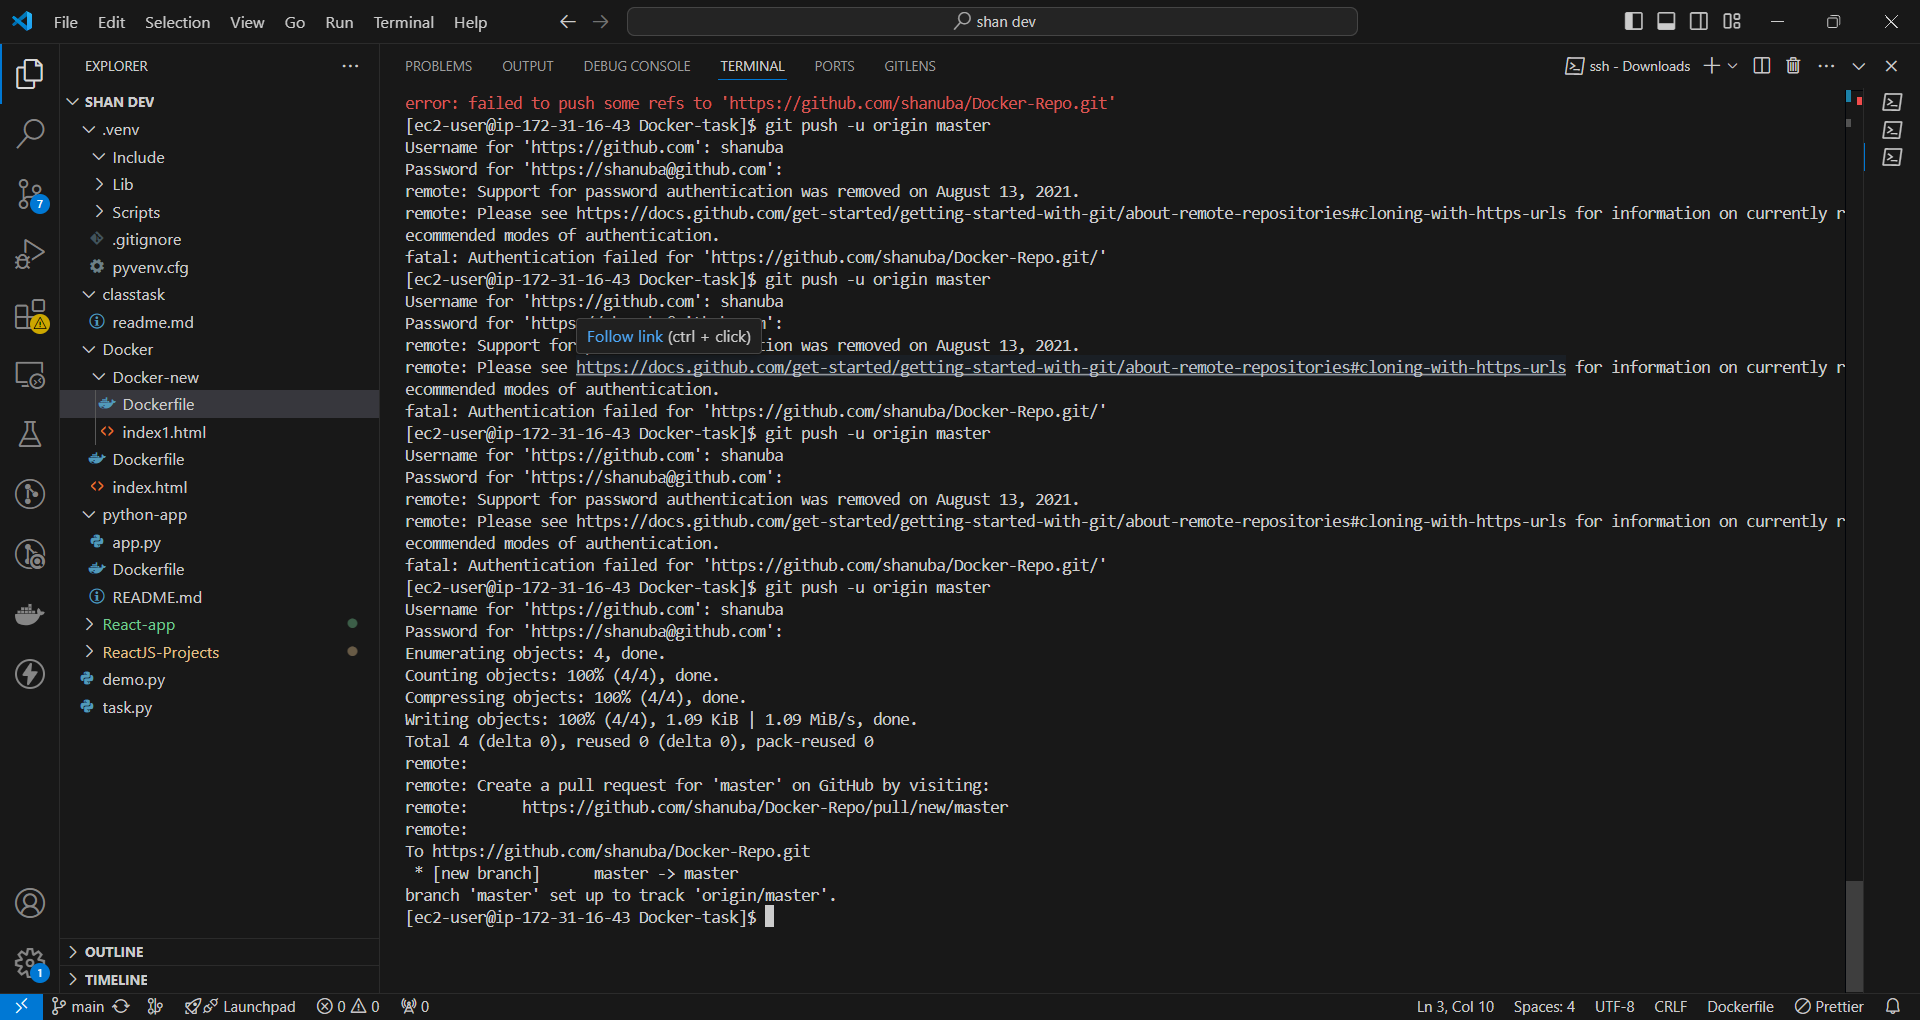 File Edit Selection View Go Run Terminal Help
shan dev
EXPLORER
SHAN DEV
.venv
Include
Lib
Scripts
.gitignore
pyvenv.cfg
classtask
readme.md
Docker
Docker-new
Dockerfile
index1.html
Dockerfile
index.html
python-app
app.py
Dockerfile
README.md
React-app
ReactJS-Projects
demo.py
task.py
OUTLINE
TIMELINE
7
1
PROBLEMS OUTPUT DEBUG CONSOLE TERMINAL PORTS GITLENS
ssh - Downloads
error: failed to push some refs to 'https://github.com/shanuba/Docker-Repo.git'
[ec2-user@ip-172-31-16-43 Docker-task]$ git push -u origin master
Username for 'https://github.com': shanuba
Password for 'https://shanuba@github.com':
remote: Support for password authentication was removed on August 13, 2021.
remote: Please see https://docs.github.com/get-started/getting-started-with-git/about-remote-repositories#cloning-with-https-urls for information on currently r
ecommended modes of authentication.
fatal: Authentication failed for 'https://github.com/shanuba/Docker-Repo.git/'
[ec2-user@ip-172-31-16-43 Docker-task]$ git push -u origin master
Username for 'https://github.com': shanuba
Password for 'https
Follow link (ctrl + click)
remote: Support for tion was removed on August 13, 2021.
remote: Please see https://docs.github.com/get-started/getting-started-with-git/about-remote-repositories#cloning-with-https-urls for information on currently r
ecommended modes of authentication.
fatal: Authentication failed for 'https://github.com/shanuba/Docker-Repo.git/'
[ec2-user@ip-172-31-16-43 Docker-task]$ git push -u origin master
Username for 'https://github.com': shanuba
Password for 'https://shanuba@github.com':
remote: Support for password authentication was removed on August 13, 2021.
remote: Please see https://docs.github.com/get-started/getting-started-with-git/about-remote-repositories#cloning-with-https-urls for information on currently r
ecommended modes of authentication.
fatal: Authentication failed for 'https://github.com/shanuba/Docker-Repo.git/'
[ec2-user@ip-172-31-16-43 Docker-task]$ git push -u origin master
Username for 'https://github.com': shanuba
Password for 'https://shanuba@github.com':
Enumerating objects: 4, done.
Counting objects: 100% (4/4), done.
Compressing objects: 100% (4/4), done.
Writing objects: 100% (4/4), 1.09 KiB | 1.09 MiB/s, done.
Total 4 (delta 0), reused 0 (delta 0), pack-reused 0
remote:
remote: Create a pull request for 'master' on GitHub by visiting:
remote:      https://github.com/shanuba/Docker-Repo/pull/new/master
remote:
To https://github.com/shanuba/Docker-Repo.git
 * [new branch]      master -> master
branch 'master' set up to track 'origin/master'.
[ec2-user@ip-172-31-16-43 Docker-task]$
main Launchpad 0 0 0 Ln 3, Col 10 Spaces: 4 UTF-8 CRLF Dockerfile Prettier